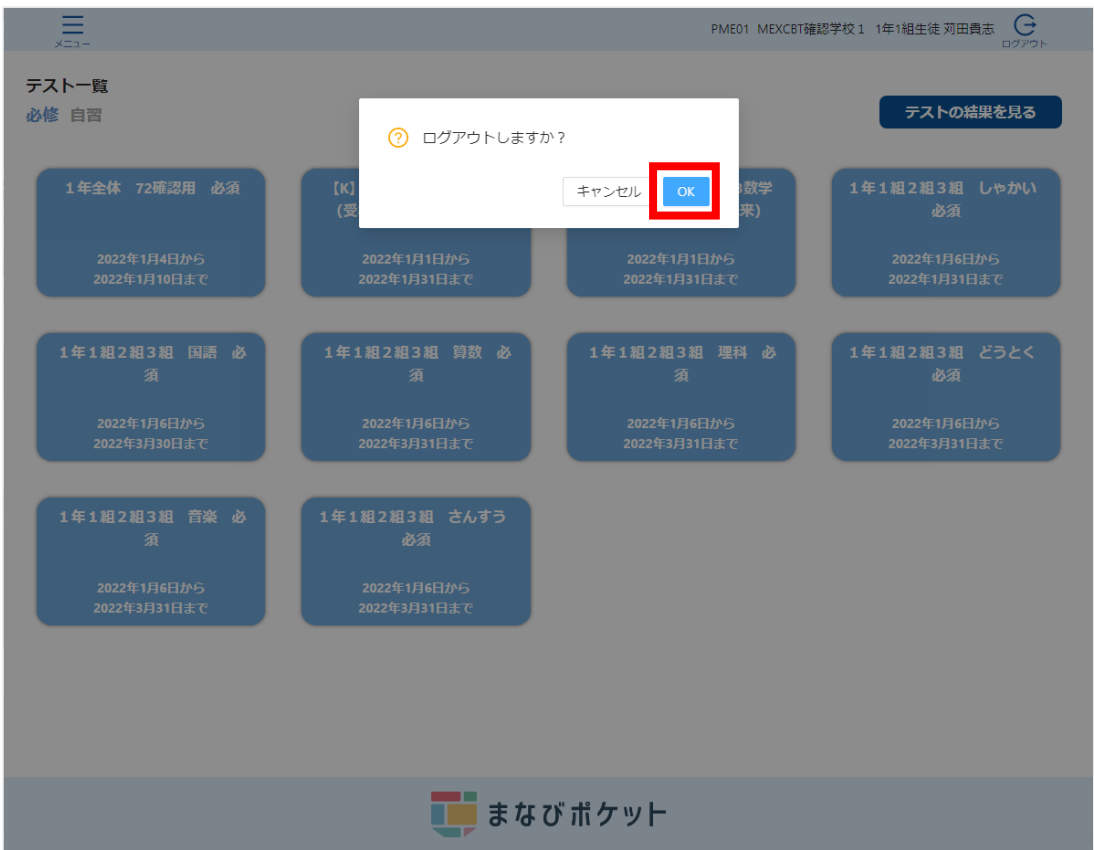 メニュー
PME01 MEXCBT確認学校１ 1年1組生徒 苅田貴志
ログアウト
テスト一覧
必修 自習
テストの結果を見る
ログアウトしますか？
キャンセル
OK
１年全体 72確認用 必須
2022年1月4日から
2022年1月10日まで
【K】
(受
2022年1月1日から
2022年1月31日まで
数学
来)
2022年1月1日から
2022年1月31日まで
１年１組２組３組 しゃかい
必須
2022年1月6日から
2022年1月31日まで
１年１組２組３組 国語 必
須
2022年1月6日から
2022年3月30日まで
１年１組２組３組 算数 必
須
2022年1月6日から
2022年3月31日まで
１年１組２組３組 理科 必
須
2022年1月6日から
2022年3月31日まで
１年１組２組３組 どうとく
必須
2022年1月6日から
2022年3月31日まで
１年１組２組３組 音楽 必
須
2022年1月6日から
2022年3月31日まで
１年１組２組３組 さんすう
必須
2022年1月6日から
2022年3月31日まで
まなびポケット